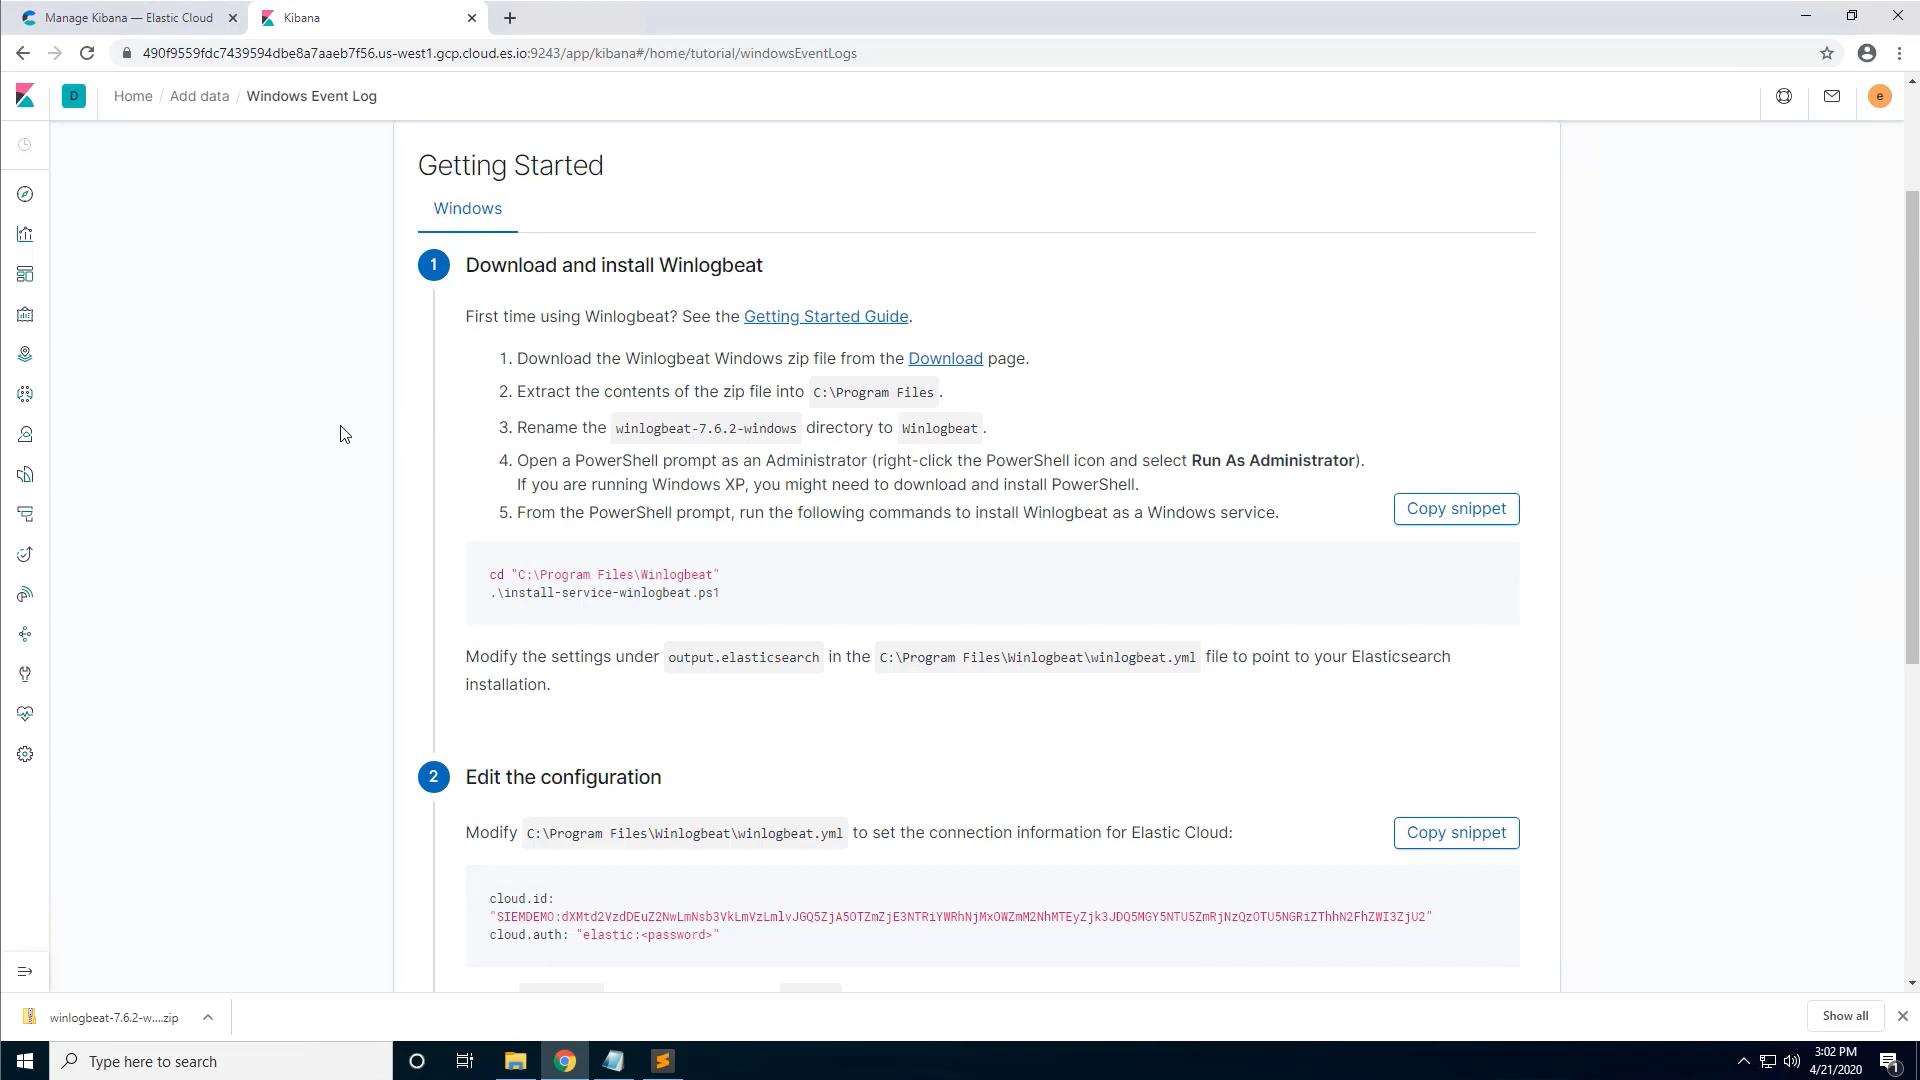 Manage Kibana — Elastic Cloud
Kibana
490f9559fdc7439594dbe8a7aaeb7f56.us-west1.gcp.cloud.es.io:9243/app/kibana#/home/tutorial/windowsEventLogs
D
Home / Add data / Windows Event Log
e
Getting Started
Windows
1 Download and install Winlogbeat
First time using Winlogbeat? See the Getting Started Guide.
1. Download the Winlogbeat Windows zip file from the Download page.
2. Extract the contents of the zip file into C:\Program Files .
3. Rename the winlogbeat-7.6.2-windows directory to Winlogbeat .
4. Open a PowerShell prompt as an Administrator (right-click the PowerShell icon and select Run As Administrator).
If you are running Windows XP, you might need to download and install PowerShell.
5. From the PowerShell prompt, run the following commands to install Winlogbeat as a Windows service.
Copy snippet
cd "C:\Program Files\Winlogbeat"
.\install-service-winlogbeat.ps1
Modify the settings under output.elasticsearch in the C:\Program Files\Winlogbeat\winlogbeat.yml file to point to your Elasticsearch
installation.
2 Edit the configuration
Modify C:\Program Files\Winlogbeat\winlogbeat.yml to set the connection information for Elastic Cloud:
Copy snippet
cloud.id:
"SIEMDEMO:dXMtd2VzdDEuZ2NwLmNsb3VkLmVzLmlvJGQ5ZjA5OTZmZjE3NTRiYWRhNjMxOWZmM2NhMTEyZjk3JDQ5MGY5NTU5ZmRjNzQzOTU5NGRiZThhN2FhZWI3ZjU2"
cloud.auth: "elastic:<password>"
winlogbeat-7.6.2-w....zip
Show all
Type here to search
3:02 PM
4/21/2020
1